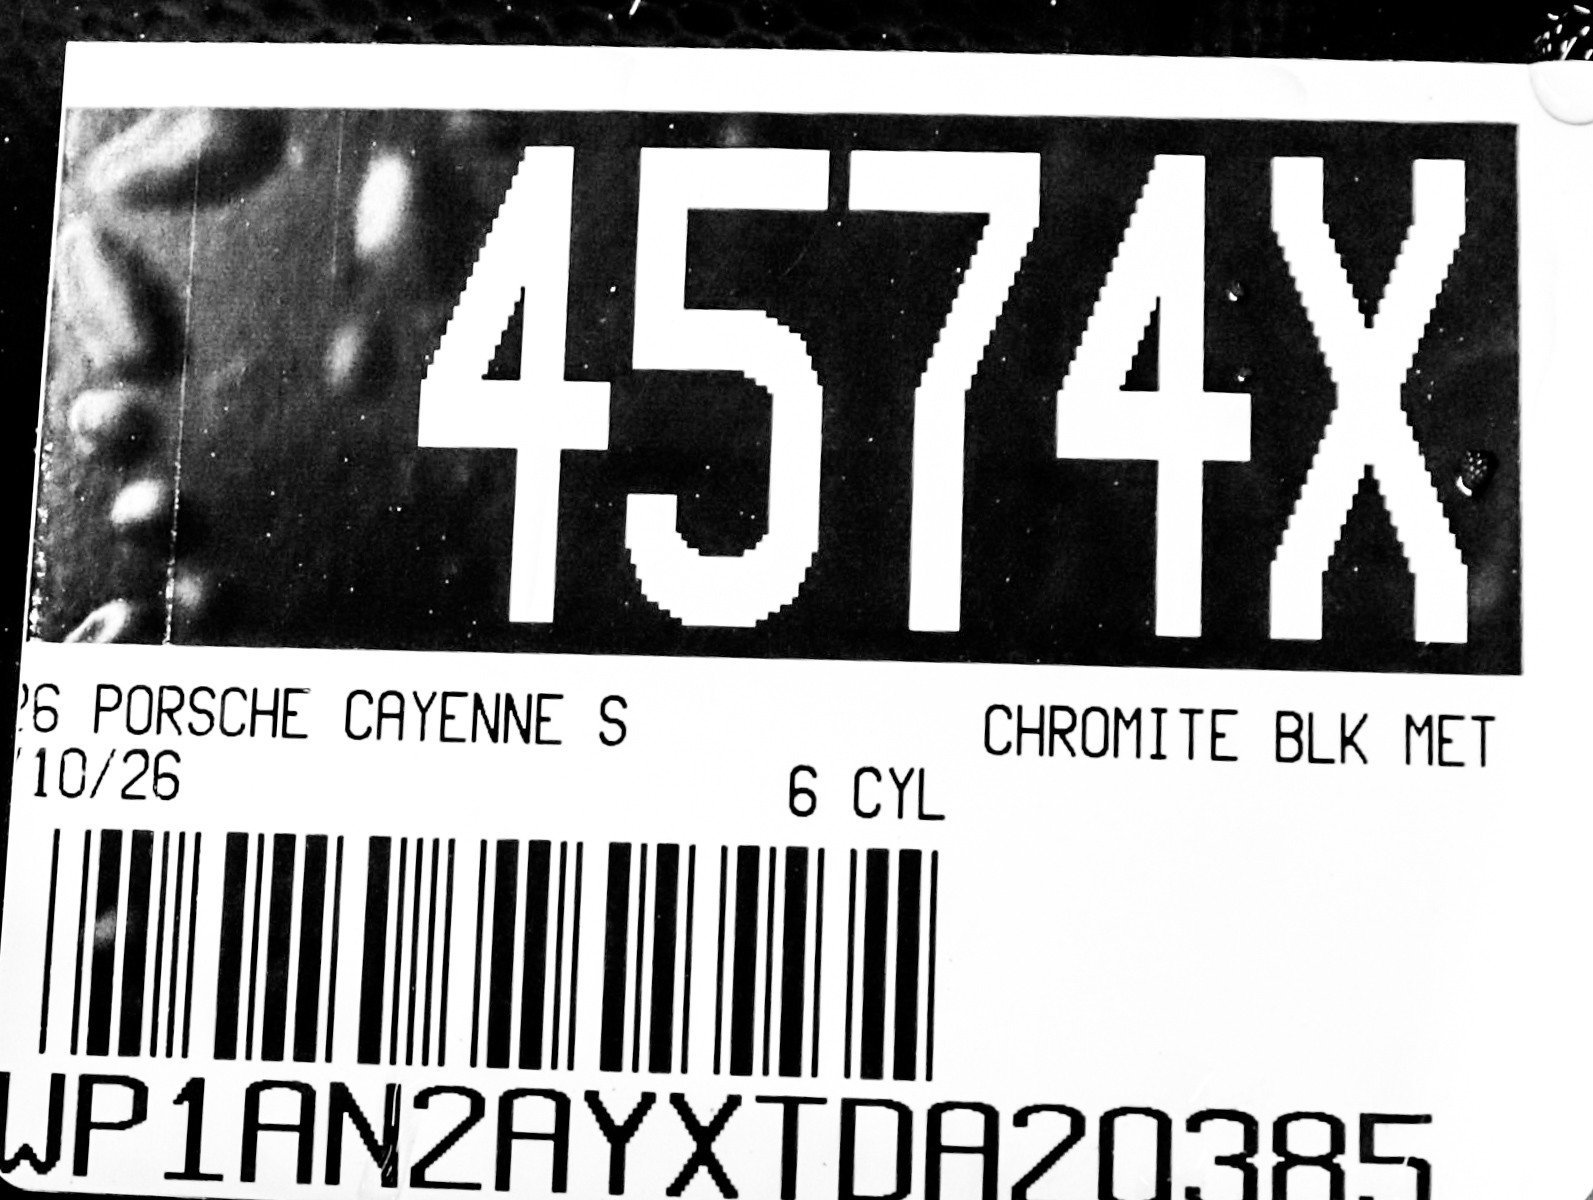 4574X
26 PORSCHE CAYENNE S CHROMITE BLK MET
/10/26 6 CYL
WP1AN2AYXTDA20385